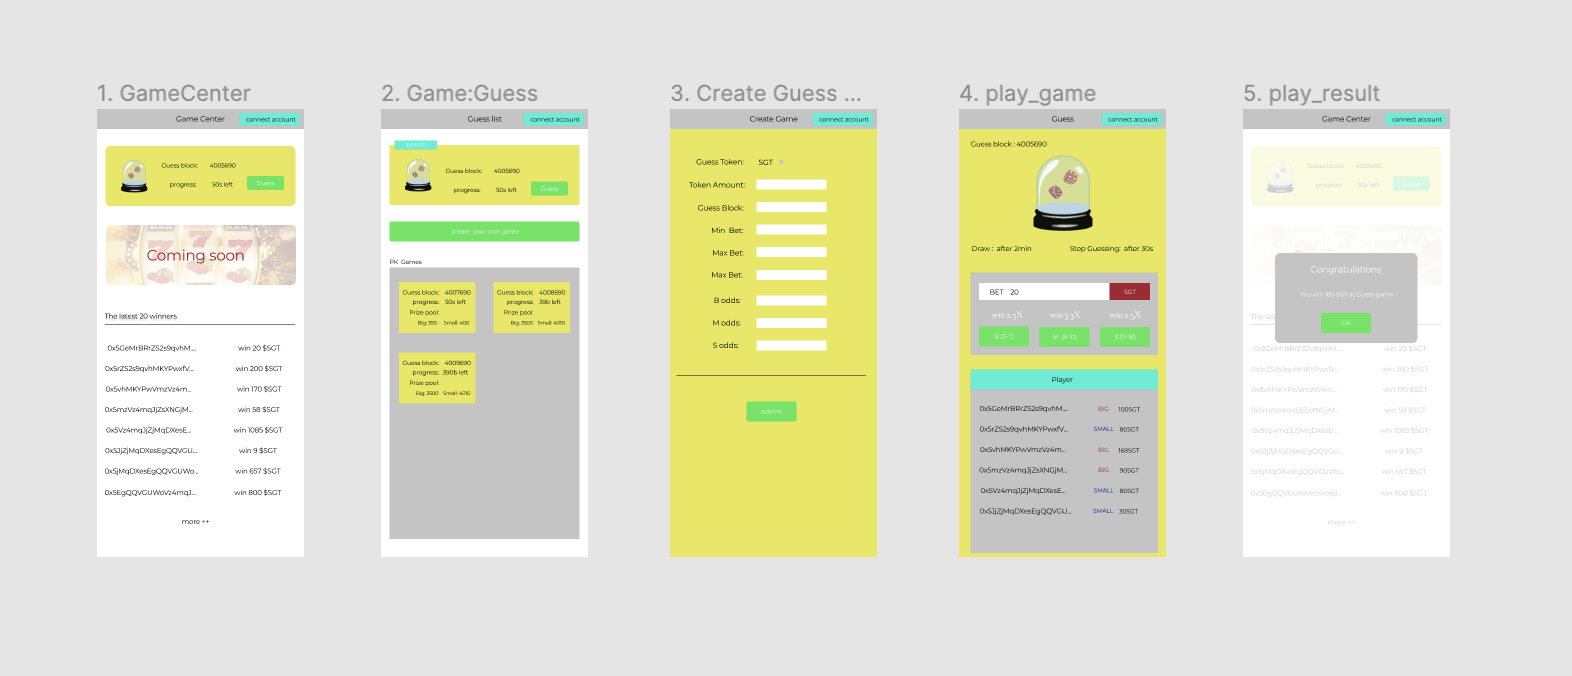 1. GameCenter
Game Center
connect account
Guess block: 4005690
progress: 50s left
Guess
Coming soon
The latest 20 winners
0x5GeMrBRrZS2s9qvhM... win 20 $SGT
0x5rZS2s9qvhMKYPwxfV... win 200 $SGT
0x5vhMKYPwVmzVz4m... win 170 $SGT
0x5mzVz4mqJjZsXNGjM... win 58 $SGT
0x5Vz4mqJjZjMqDXesE... win 1085 $SGT
0x5JjZjMqDXesEgQQVGU... win 9 $SGT
0x5jMqDXesEgQQVGUWo... win 657 $SGT
0x5EgQQVGUWoVz4mqJ... win 800 $SGT
more ++
2. Game:Guess
Guess list
connect account
system
Guess block: 4005690
progress: 50s left
Guess
create your own game
PK Games
Guess block: 4007690
progress: 50s left
Prize pool:
Big: 350 Small: 400
Guess block: 4008690
progress: 39b left
Prize pool:
Big: 3500 Small: 4010
Guess block: 4009690
progress: 390b left
Prize pool:
Big: 3500 Small: 4010
3. Create Guess ...
Create Game
connect account
Guess Token: SGT
Token Amount:
Guess Block:
Min Bet:
Max Bet:
Max Bet:
B odds:
M odds:
S odds:
submit
4. play_game
Guess
connect account
Guess block : 4005690
Draw : after 2min Stop Guessing: after 30s
BET 20 SGT
win 2.5X win 3.3X win 2.5X
B (0-7) M (8-10) S (11-18)
Player
0x5GeMrBRrZS2s9qvhM... BIG 100SGT
0x5rZS2s9qvhMKYPwxfV... SMALL 80SGT
0x5vhMKYPwVmzVz4m... BIG 168SGT
0x5mzVz4mqJjZsXNGjM... BIG 90SGT
0x5Vz4mqJjZjMqDXesE... SMALL 80SGT
0x5JjZjMqDXesEgQQVGU... SMALL 30SGT
5. play_result
Game Center
connect account
Guess block: 4005690
progress: 50s left
Congratulations
You win 180 SGT at Guess game
OK
The late
0x5GeMrBRrZS2s9qvhM... win 20 $SGT
0x5rZS2s9qvhMKYPwxfV... win 200 $SGT
0x5vhMKYPwVmzVz4m... win 170 $SGT
0x5mzVz4mqJjZsXNGjM... win 58 $SGT
0x5Vz4mqJjZjMqDXesE... win 1085 $SGT
0x5JjZjMqDXesEgQQVGU... win 9 $SGT
0x5jMqDXesEgQQVGUWo... win 657 $SGT
0x5EgQQVGUWoVz4mqJ... win 800 $SGT
more ++